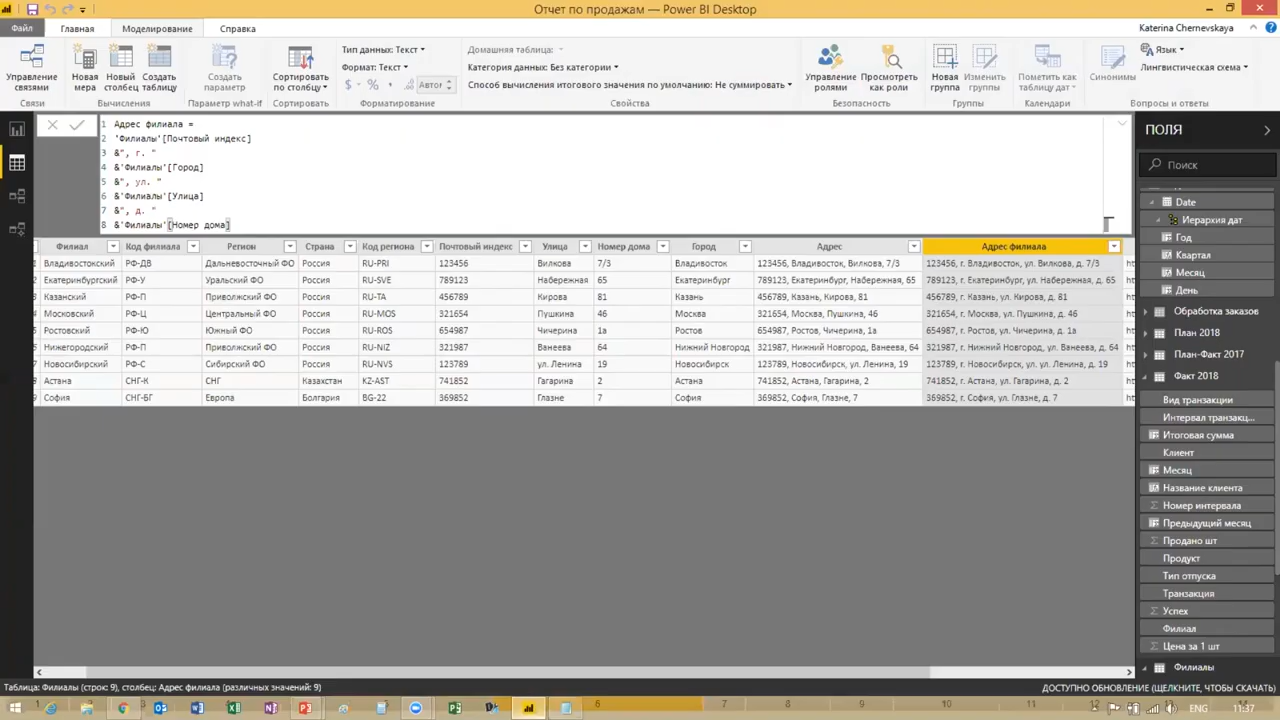 Отчет по продажам — Power BI Desktop
Файл Главная Моделирование Справка Katerina Chernevskaya
Управление связями
Связи
Новая мера
Новый столбец
Создать таблицу
Вычисления
Создать параметр
Параметр what-if
Сортировать по столбцу
Сортировать
Тип данных: Текст
Формат: Текст
$ % Авто
Форматирование
Домашняя таблица:
Категория данных: Без категории
Способ вычисления итогового значения по умолчанию: Не суммировать
Свойства
Управление ролями
Просмотреть как роли
Безопасность
Новая группа
Изменить группы
Группы
Пометить как таблицу дат
Календари
Синонимы
Язык
Лингвистическая схема
Вопросы и ответы
1 Адрес филиала =
2 'Филиалы'[Почтовый индекс]
3 &", г. "
4 &'Филиалы'[Город]
5 &", ул. "
6 &'Филиалы'[Улица]
7 &", д. "
8 &'Филиалы'[Номер дома]
Филиал Код филиала Регион Страна Код региона Почтовый индекс Улица Номер дома Город Адрес Адрес филиала
Владивостокский РФ-ДВ Дальневосточный ФО Россия RU-PRI 123456 Вилкова 7/3 Владивосток 123456, Владивосток, Вилкова, 7/3 123456, г. Владивосток, ул. Вилкова, д. 7/3
Екатеринбургский РФ-У Уральский ФО Россия RU-SVE 789123 Набережная 65 Екатеринбург 789123, Екатеринбург, Набережная, 65 789123, г. Екатеринбург, ул. Набережная, д. 65
Казанский РФ-П Приволжский ФО Россия RU-TA 456789 Кирова 81 Казань 456789, Казань, Кирова, 81 456789, г. Казань, ул. Кирова, д. 81
Московский РФ-Ц Центральный ФО Россия RU-MOS 321654 Пушкина 46 Москва 321654, Москва, Пушкина, 46 321654, г. Москва, ул. Пушкина, д. 46
Ростовский РФ-Ю Южный ФО Россия RU-ROS 654987 Чичерина 1а Ростов 654987, Ростов, Чичерина, 1а 654987, г. Ростов, ул. Чичерина, д. 1а
Нижегородский РФ-П Приволжский ФО Россия RU-NIZ 321987 Ванеева 64 Нижний Новгород 321987, Нижний Новгород, Ванеева, 64 321987, г. Нижний Новгород, ул. Ванеева, д. 64
Новосибирский РФ-С Сибирский ФО Россия RU-NVS 123789 ул. Ленина 19 Новосибирск 123789, Новосибирск, ул. Ленина, 19 123789, г. Новосибирск, ул. ул. Ленина, д. 19
Астана СНГ-К СНГ Казахстан KZ-AST 741852 Гагарина 2 Астана 741852, Астана, Гагарина, 2 741852, г. Астана, ул. Гагарина, д. 2
София СНГ-БГ Европа Болгария BG-22 369852 Глазне 7 София 369852, София, Глазне, 7 369852, г. София, ул. Глазне, д. 7
ПОЛЯ
Поиск
Date
Иерархия дат
Год
Квартал
Месяц
День
Обработка заказов
План 2018
План-Факт 2017
Факт 2018
Вид транзакции
Интервал транзакц...
Итоговая сумма
Клиент
Месяц
Название клиента
Номер интервала
Предыдущий месяц
Продано шт
Продукт
Тип отпуска
Транзакция
Успех
Филиал
Цена за 1 шт
Филиалы
Таблица: Филиалы (строк: 9), столбец: Адрес филиала (различных значений: 9)
ДОСТУПНО ОБНОВЛЕНИЕ (ЩЕЛКНИТЕ, ЧТОБЫ СКАЧАТЬ)
ENG 11:37